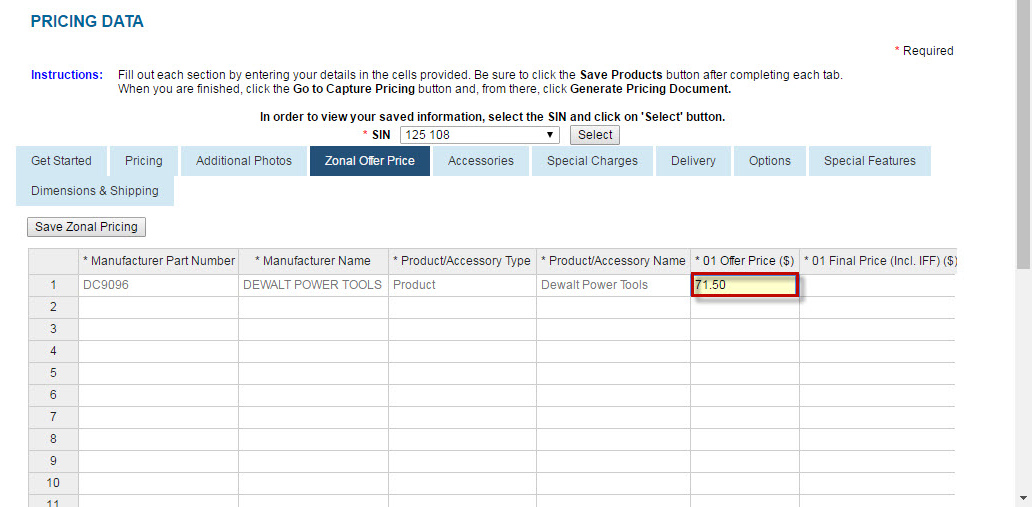 PRICING DATA
* Required
Instructions: Fill out each section by entering your details in the cells provided. Be sure to click the Save Products button after completing each tab.
When you are finished, click the Go to Capture Pricing button and, from there, click Generate Pricing Document.
In order to view your saved information, select the SIN and click on 'Select' button.
* SIN 125 108 Select
Get Started Pricing Additional Photos Zonal Offer Price Accessories Special Charges Delivery Options Special Features
Dimensions & Shipping
Save Zonal Pricing
* Manufacturer Part Number * Manufacturer Name * Product/Accessory Type * Product/Accessory Name * 01 Offer Price ($) * 01 Final Price (Incl. IFF) ($)
1 DC9096 DEWALT POWER TOOLS Product Dewalt Power Tools 71.50
2
3
4
5
6
7
8
9
10
11